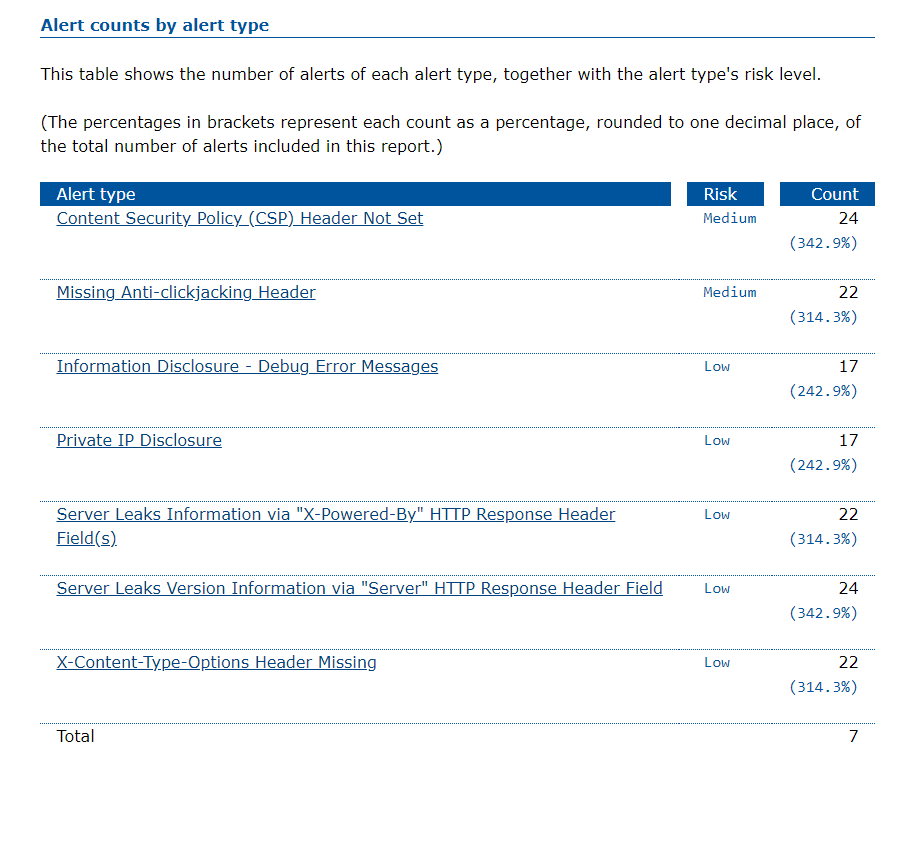 Alert counts by alert type
This table shows the number of alerts of each alert type, together with the alert type's risk level.
(The percentages in brackets represent each count as a percentage, rounded to one decimal place, of
the total number of alerts included in this report.)
Alert type Risk Count
Content Security Policy (CSP) Header Not Set Medium 24
(342.9%)
Missing Anti-clickjacking Header Medium 22
(314.3%)
Information Disclosure - Debug Error Messages Low 17
(242.9%)
Private IP Disclosure Low 17
(242.9%)
Server Leaks Information via "X-Powered-By" HTTP Response Header Low 22
Field(s) (314.3%)
Server Leaks Version Information via "Server" HTTP Response Header Field Low 24
(342.9%)
X-Content-Type-Options Header Missing Low 22
(314.3%)
Total 7